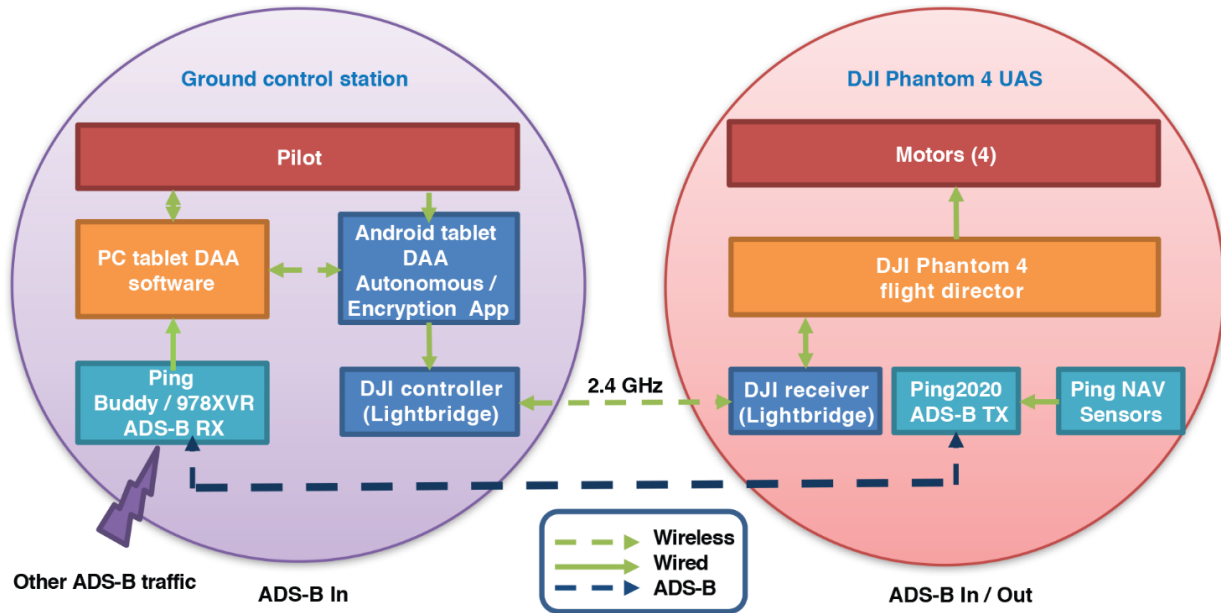 Ground control station
Pilot
PC tablet DAA
software
Android tablet
DAA
Autonomous /
Encryption App
Ping
Buddy / 978XVR
ADS-B RX
DJI controller
(Lightbridge)
Other ADS-B traffic
ADS-B In
2.4 GHz
DJI Phantom 4 UAS
Motors (4)
DJI Phantom 4
flight director
DJI receiver
(Lightbridge)
Ping2020
ADS-B TX
Ping NAV
Sensors
ADS-B In / Out
Wireless
Wired
ADS-B